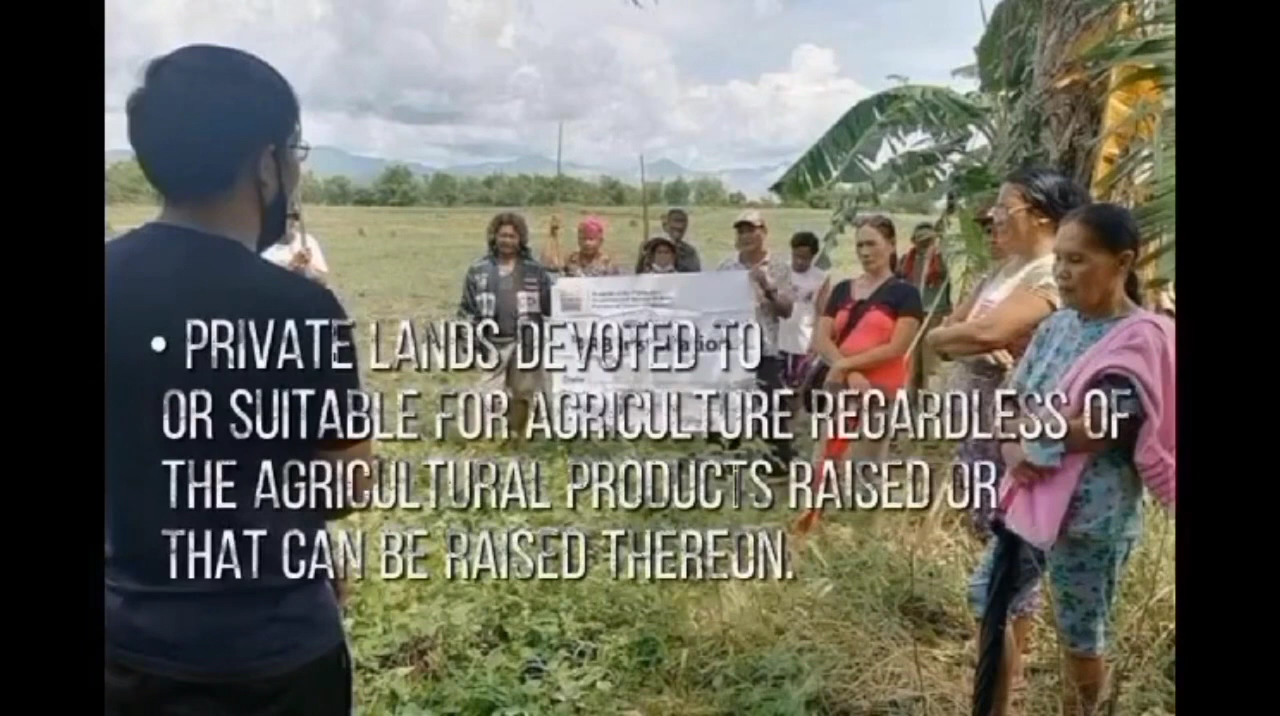 • PRIVATE LANDS DEVOTED TO
OR SUITABLE FOR AGRICULTURE REGARDLESS OF
THE AGRICULTURAL PRODUCTS RAISED OR
THAT CAN BE RAISED THEREON.